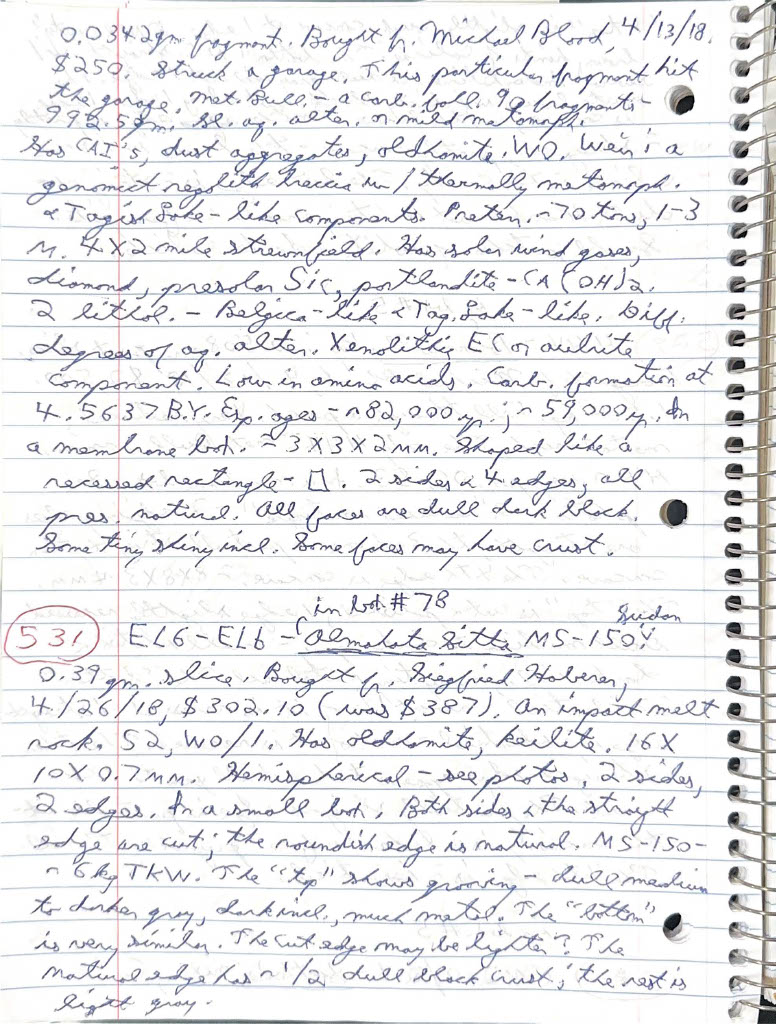 0.0342gm fragment. Bought fr. Michael Blood, 4/13/18,
$250. Struck a garage. This particular fragment hit
the garage. Met. Bull. - a carb. ball. 99 fragments -
992.5gm. Sl. aq. alter. or mild metamorph.
Has CAI's, dust aggregates, oldhamite. W0. a
genomict regolith breccia w/ thermally metamorph.
& Tagish Lake-like components. Preatm. ~70 tons, 1-3
M. 4X2 mile strewnfield. Has solar wind gases,
diamond, presolar SiC, portlandite - CA(OH)2.
2 lithol. - Belgica-like & Tag. Lake-like. Diff.
degrees of aq. alter. Xenolithic EC or aubrite
component. Low in amino acids. Carb. formation at
4.5637 B.Y. Exp. ages - ~82,000 yr.; ~59,000 yr. In
a membrane box. ≈ 3X3X2MM. Shaped like a
recessed rectangle - 2 sides & 4 edges, all
pres. natural. All faces are dull dark black.
Some tiny shiny incl. Some faces may have crust.
in bot. # 78
531 EL6-EL6 - Almahata Sitta MS-150; Sudan
0.39 gm. slice. Bought fr. Siegfried Haberer,
4/26/18, $302.10 (was $387). An impact melt
rock. S2, W0/1. Has oldhamite, keilite. 16X
10X0.7MM. Hemispherical - see photos, 2 sides,
2 edges. In a small box. Both sides & the straight
edge are cut; the roundish edge is natural. MS-150 -
~6kg TKW. The "top" shows grooving - dull medium
to darker gray, dark incl., much metal. The "bottom"
is very similar. The cut edge may be lighter? The
natural edge has ~1/2 dull black crust; the rest is
light gray.